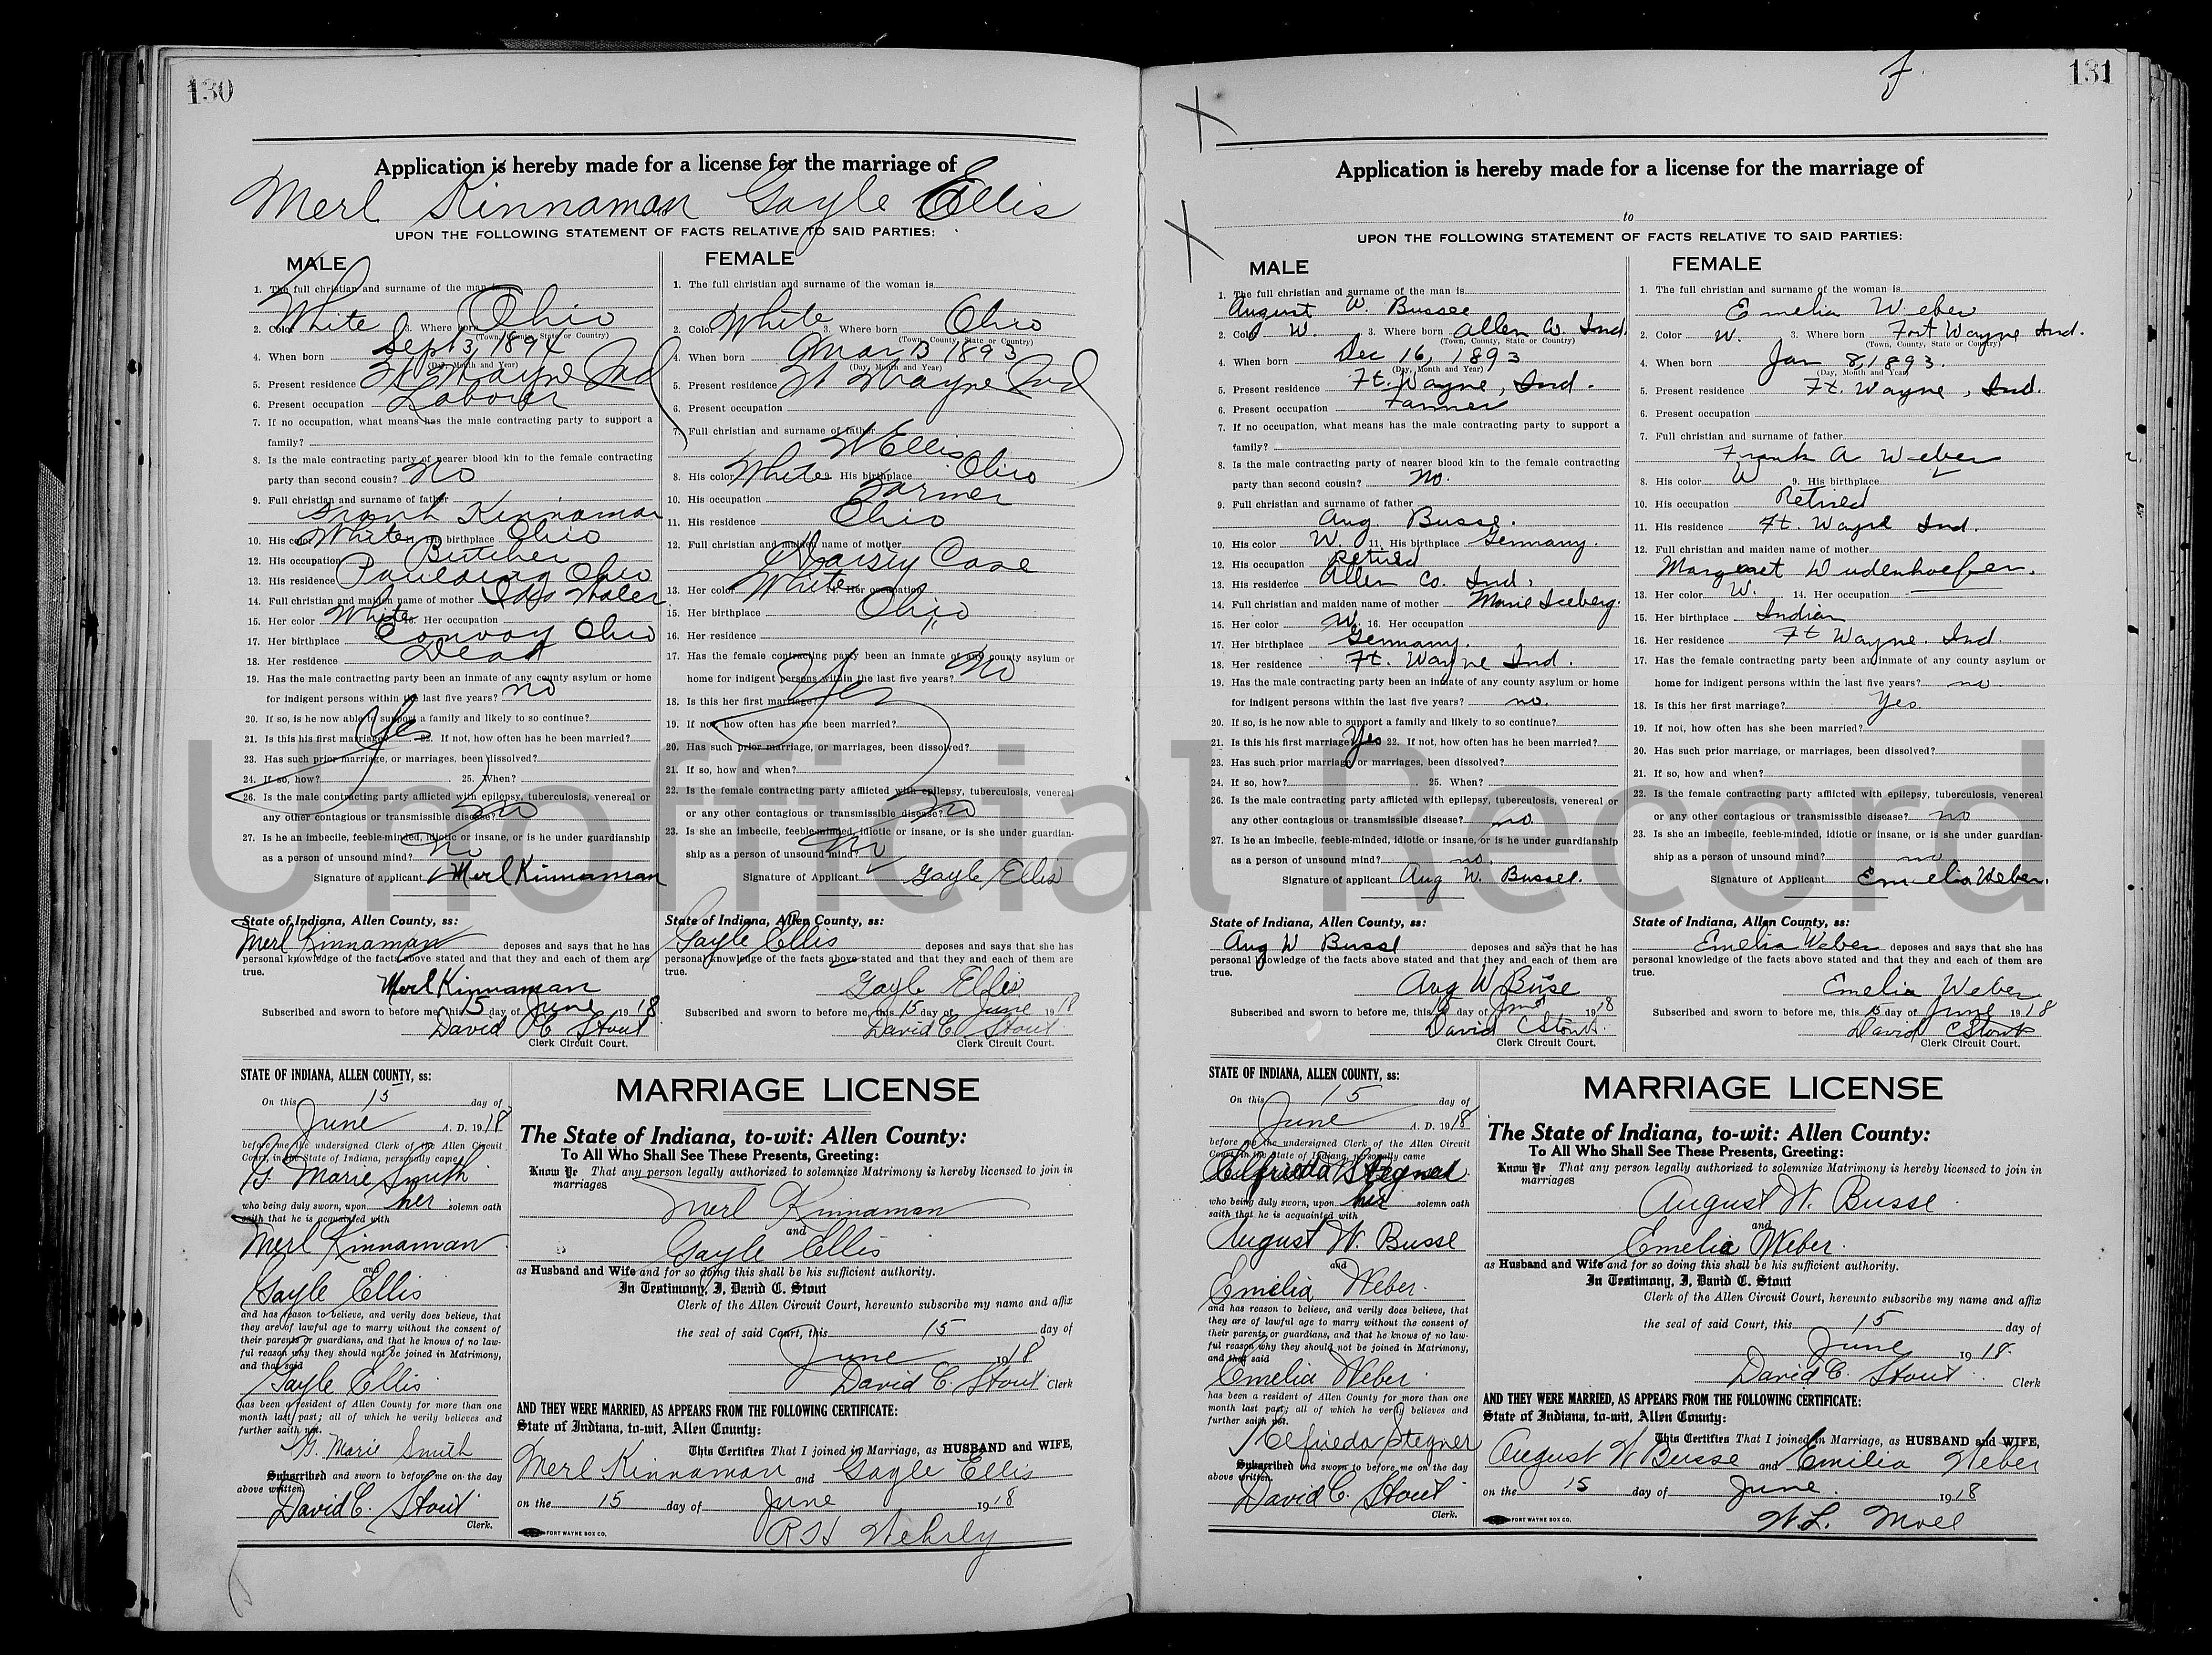 130
Application is hereby made for a license for the marriage of
Merl Kinnaman to Gayle Ellis
UPON THE FOLLOWING STATEMENT OF FACTS RELATIVE TO SAID PARTIES:
MALE
1. The full christian and surname of the man is
2. Color White 3. Where born Ohio
(Town, County, State or Country)
4. When born Sept 3, 1894
(Day, Month and Year)
5. Present residence Ft Wayne Ind
6. Present occupation Laborer
7. If no occupation, what means has the male contracting party to support a
family?
8. Is the male contracting party of nearer blood kin to the female contracting
party than second cousin? No
9. Full christian and surname of father
Frank Kinnaman
10. His color White 11. His birthplace Ohio
12. His occupation Butcher
13. His residence Paulding Ohio
14. Full christian and maiden name of mother
15. Her color White 16. Her occupation
17. Her birthplace Convoy Ohio
18. Her residence Dead
19. Has the male contracting party been an inmate of any county asylum or home
for indigent persons within the last five years? no
20. If so, is he now able to support a family and likely to so continue?
21. Is this his first marriage? Yes 22. If not, how often has he been married?
23. Has such prior marriage, or marriages, been dissolved?
24. If so, how? 25. When?
26. Is the male contracting party afflicted with epilepsy, tuberculosis, venereal or
any other contagious or transmissible disease? no
27. Is he an imbecile, feeble-minded, idiotic or insane, or is he under guardianship
as a person of unsound mind? no
Signature of applicant Merl Kinnaman
State of Indiana, Allen County, ss:
Merl Kinnaman deposes and says that he has
personal knowledge of the facts above stated and that they and each of them are
true.
Merl Kinnaman
Subscribed and sworn to before me, this 15 day of June 1918
David C Stout
Clerk Circuit Court.
FEMALE
1. The full christian and surname of the woman is
2. Color White 3. Where born Ohio
(Town, County, State or Country)
4. When born Mar 13 1893
(Day, Month and Year)
5. Present residence Ft Wayne Ind
6. Present occupation
7. Full christian and surname of father
W Ellis
8. His color White 9. His birthplace Ohio
10. His occupation Farmer
11. His residence Ohio
12. Full christian and maiden name of mother
Case
13. Her color White 14. Her occupation
15. Her birthplace Ohio
16. Her residence "
17. Has the female contracting party been an inmate of any county asylum or
home for indigent persons within the last five years? No
18. Is this her first marriage? Yes
19. If not, how often has she been married?
20. Has such prior marriage, or marriages, been dissolved?
21. If so, how and when?
22. Is the female contracting party afflicted with epilepsy, tuberculosis, venereal
or any other contagious or transmissible disease? no
23. Is she an imbecile, feeble-minded, idiotic or insane, or is she under guardian-
ship as a person of unsound mind? no
Signature of Applicant Gayle Ellis
State of Indiana, Allen County, ss:
Gayle Ellis deposes and says that she has
personal knowledge of the facts above stated and that they and each of them are
true.
Gayle Ellis
Subscribed and sworn to before me, this 15 day of June 1918
David C. Stout
Clerk Circuit Court.
STATE OF INDIANA, ALLEN COUNTY, ss:
On this 15 day of
June A. D. 1918
before me the undersigned Clerk of the Allen Circuit
Court, in the State of Indiana, personally came
G. Marie Smith
who being duly sworn, upon her solemn oath
saith that he is acquainted with
Merl Kinnaman
and
Gayle Ellis
and has reason to believe, and verily does believe, that
they are of lawful age to marry without the consent of
their parents or guardians, and that he knows of no law-
ful reason why they should not be joined in Matrimony,
and that said
Gayle Ellis
has been a resident of Allen County for more than one
month last past; all of which he verily believes and
further saith not.
G. Marie Smith
Subscribed and sworn to before me on the day
above written.
David C. Stout
Clerk.
MARRIAGE LICENSE
The State of Indiana, to-wit: Allen County:
To All Who Shall See These Presents, Greeting:
Know Ye That any person legally authorized to solemnize Matrimony is hereby licensed to join in
marriages
Merl Kinnaman
and
Gayle Ellis
as Husband and Wife and for so doing this shall be his sufficient authority.
In Testimony, I, David C. Stout
Clerk of the Allen Circuit Court, hereunto subscribe my name and affix
the seal of said Court, this 15 day of
June 1918
David C. Stout Clerk
AND THEY WERE MARRIED, AS APPEARS FROM THE FOLLOWING CERTIFICATE:
State of Indiana, to-wit, Allen County:
This Certifies That I joined in Marriage, as HUSBAND and WIFE,
Merl Kinnaman and Gayle Ellis
on the 15 day of June 1918
FORT WAYNE BOX CO.
Wehrly
131
Application is hereby made for a license for the marriage of
to
UPON THE FOLLOWING STATEMENT OF FACTS RELATIVE TO SAID PARTIES:
MALE
1. The full christian and surname of the man is
August W. Bussee
2. Color W. 3. Where born Allen Co. Ind.
(Town, County, State or Country)
4. When born Dec 16, 1893
(Day, Month and Year)
5. Present residence Ft. Wayne, Ind.
6. Present occupation Farmer
7. If no occupation, what means has the male contracting party to support a
family?
8. Is the male contracting party of nearer blood kin to the female contracting
party than second cousin? No.
9. Full christian and surname of father
Aug. Busse.
10. His color W. 11. His birthplace Germany.
12. His occupation Retired
13. His residence Allen Co. Ind.
14. Full christian and maiden name of mother Marie Iceberg.
15. Her color W. 16. Her occupation
17. Her birthplace Germany.
18. Her residence Ft. Wayne Ind.
19. Has the male contracting party been an inmate of any county asylum or home
for indigent persons within the last five years? no.
20. If so, is he now able to support a family and likely to so continue?
21. Is this his first marriage? Yes 22. If not, how often has he been married?
23. Has such prior marriage, or marriages, been dissolved?
24. If so, how? 25. When?
26. Is the male contracting party afflicted with epilepsy, tuberculosis, venereal or
any other contagious or transmissible disease? no
27. Is he an imbecile, feeble-minded, idiotic or insane, or is he under guardianship
as a person of unsound mind? no.
Signature of applicant Aug W. Bussel.
State of Indiana, Allen County, ss:
Aug W Bussl deposes and says that he has
personal knowledge of the facts above stated and that they and each of them are
true.
Aug W Buse
Subscribed and sworn to before me, this 15 day of June 1918
David C Stout.
Clerk Circuit Court.
FEMALE
1. The full christian and surname of the woman is
Emelia Weber
2. Color W. 3. Where born Fort Wayne Ind.
(Town, County, State or Country)
4. When born Jan 8, 1893.
(Day, Month and Year)
5. Present residence Ft. Wayne, Ind.
6. Present occupation
7. Full christian and surname of father
Frank A Weber
8. His color W 9. His birthplace
10. His occupation Retired
11. His residence Ft. Wayne Ind.
12. Full christian and maiden name of mother
Margaret
13. Her color W. 14. Her occupation
15. Her birthplace Indian
16. Her residence Ft Wayne. Ind.
17. Has the female contracting party been an inmate of any county asylum or
home for indigent persons within the last five years? no
18. Is this her first marriage? Yes
19. If not, how often has she been married?
20. Has such prior marriage, or marriages, been dissolved?
21. If so, how and when?
22. Is the female contracting party afflicted with epilepsy, tuberculosis, venereal
or any other contagious or transmissible disease? no
23. Is she an imbecile, feeble-minded, idiotic or insane, or is she under guardian-
ship as a person of unsound mind? no
Signature of Applicant Emelia Weber.
State of Indiana, Allen County, ss:
Emelia Weber deposes and says that she has
personal knowledge of the facts above stated and that they and each of them are
true.
Emelia Weber
Subscribed and sworn to before me, this 15 day of June 1918
David C Stout
Clerk Circuit Court.
STATE OF INDIANA, ALLEN COUNTY, ss:
On this 15 day of
June A. D. 1918
before me the undersigned Clerk of the Allen Circuit
Court, in the State of Indiana, personally came
Elfrieda Stegner
who being duly sworn, upon her solemn oath
saith that he is acquainted with
August W. Busse
and
Emelia Weber.
and has reason to believe, and verily does believe, that
they are of lawful age to marry without the consent of
their parents or guardians, and that he knows of no law-
ful reason why they should not be joined in Matrimony,
and that said
Emelia Weber
has been a resident of Allen County for more than one
month last past; all of which he verily believes and
further saith not.
Elfrieda Stegner
Subscribed and sworn to before me on the day
above written.
David C. Stout
Clerk.
MARRIAGE LICENSE
The State of Indiana, to-wit: Allen County:
To All Who Shall See These Presents, Greeting:
Know Ye That any person legally authorized to solemnize Matrimony is hereby licensed to join in
marriages
August W. Busse
and
Emelia Weber.
as Husband and Wife and for so doing this shall be his sufficient authority.
In Testimony, I, David C. Stout
Clerk of the Allen Circuit Court, hereunto subscribe my name and affix
the seal of said Court, this 15 day of
June 1918.
David C. Stout. Clerk
AND THEY WERE MARRIED, AS APPEARS FROM THE FOLLOWING CERTIFICATE:
State of Indiana, to-wit, Allen County:
This Certifies That I joined in Marriage, as HUSBAND and WIFE,
August W Busse and Emilia Weber
on the 15 day of June. 1918
FORT WAYNE BOX CO.
W. L. Moll
Unofficial Record